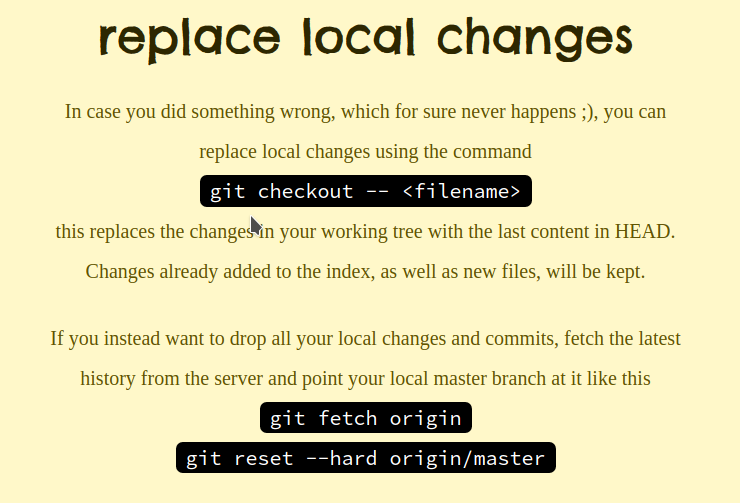 replace local changes
In case you did something wrong, which for sure never happens ;), you can
replace local changes using the command
git checkout -- <filename>
this replaces the changes in your working tree with the last content in HEAD.
Changes already added to the index, as well as new files, will be kept.
If you instead want to drop all your local changes and commits, fetch the latest
history from the server and point your local master branch at it like this
git fetch origin
git reset --hard origin/master